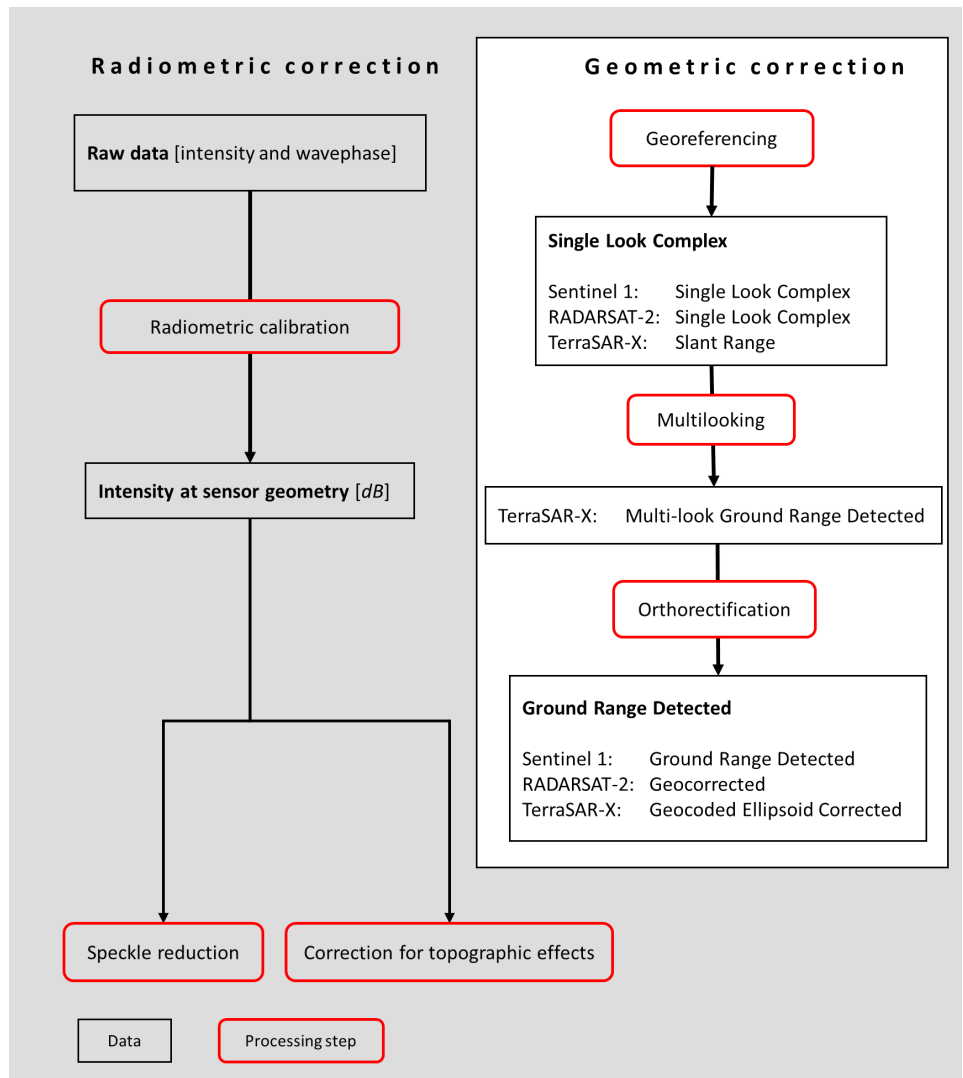 Radiometric correction
Raw data [intensity and wavephase]
Radiometric calibration
Intensity at sensor geometry [dB]
Speckle reduction
Correction for topographic effects
Data
Processing step
Geometric correction
Georeferencing
Single Look Complex
Sentinel 1: Single Look Complex
RADARSAT-2: Single Look Complex
TerraSAR-X: Slant Range
Multilooking
TerraSAR-X: Multi-look Ground Range Detected
Orthorectification
Ground Range Detected
Sentinel 1: Ground Range Detected
RADARSAT-2: Geocorrected
TerraSAR-X: Geocoded Ellipsoid Corrected